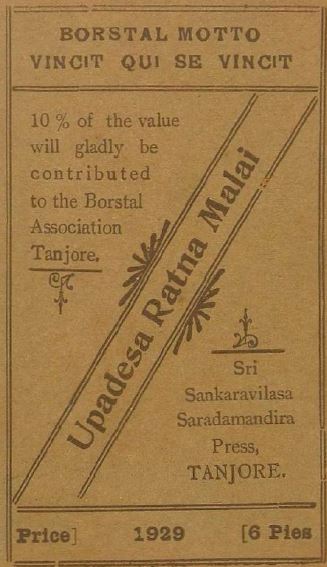 BORSTAL MOTTO
VINCIT QUI SE VINCIT
10 % of the value
will gladly be
contributed
to the Borstal
Association
Tanjore.
Upadesa Ratna Malai
Sri
Sankaravilasa
Saradamandira
Press,
TANJORE.
Price] 1929 [6 Pies